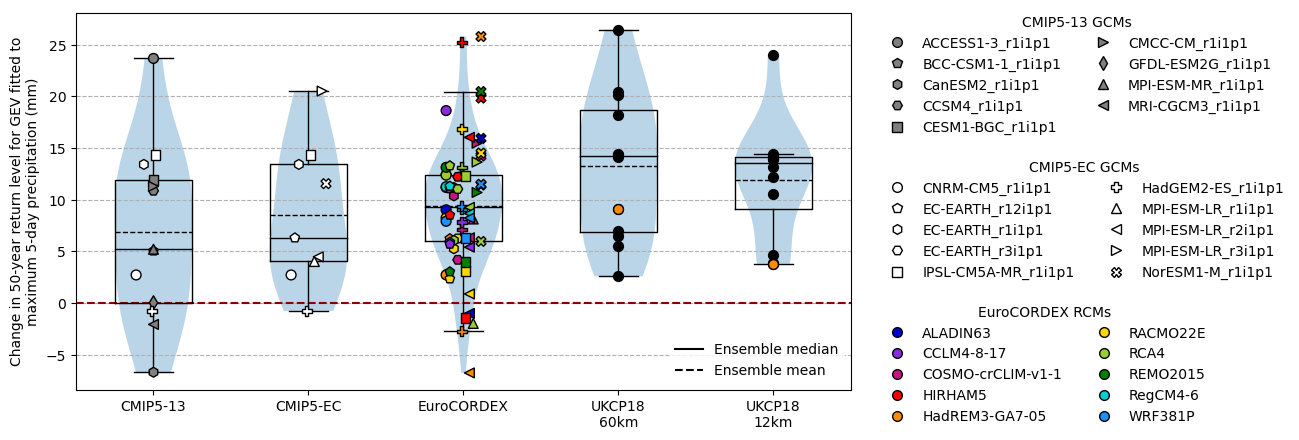 Change in 50-year return level for GEV fitted to
maximum 5-day precipitation (mm)
25
20
15
10
5
0
−5
CMIP5-13
CMIP5-EC
EuroCORDEX
UKCP18
60km
UKCP18
12km
Ensemble median
Ensemble mean
CMIP5-13 GCMs
ACCESS1-3_r1i1p1
BCC-CSM1-1_r1i1p1
CanESM2_r1i1p1
CCSM4_r1i1p1
CESM1-BGC_r1i1p1
CMCC-CM_r1i1p1
GFDL-ESM2G_r1i1p1
MPI-ESM-MR_r1i1p1
MRI-CGCM3_r1i1p1
CMIP5-EC GCMs
CNRM-CM5_r1i1p1
EC-EARTH_r12i1p1
EC-EARTH_r1i1p1
EC-EARTH_r3i1p1
IPSL-CM5A-MR_r1i1p1
HadGEM2-ES_r1i1p1
MPI-ESM-LR_r1i1p1
MPI-ESM-LR_r2i1p1
MPI-ESM-LR_r3i1p1
NorESM1-M_r1i1p1
EuroCORDEX RCMs
ALADIN63
CCLM4-8-17
COSMO-crCLIM-v1-1
HIRHAM5
HadREM3-GA7-05
RACMO22E
RCA4
REMO2015
RegCM4-6
WRF381P